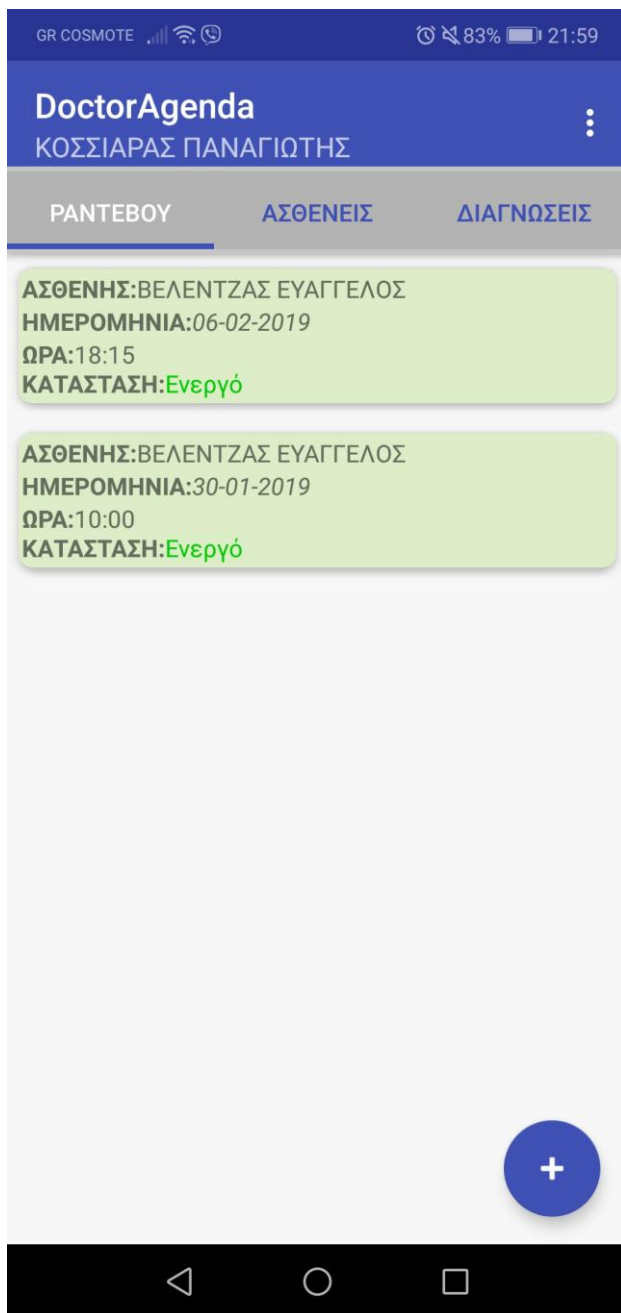 GR COSMOTE 83% 21:59
DoctorAgenda
ΚΟΣΣΙΑΡΑΣ ΠΑΝΑΓΙΩΤΗΣ
ΡΑΝΤΕΒΟΥ ΑΣΘΕΝΕΙΣ ΔΙΑΓΝΩΣΕΙΣ
ΑΣΘΕΝΗΣ:ΒΕΛΕΝΤΖΑΣ ΕΥΑΓΓΕΛΟΣ
ΗΜΕΡΟΜΗΝΙΑ:06-02-2019
ΩΡΑ:18:15
ΚΑΤΑΣΤΑΣΗ:Ενεργό
ΑΣΘΕΝΗΣ:ΒΕΛΕΝΤΖΑΣ ΕΥΑΓΓΕΛΟΣ
ΗΜΕΡΟΜΗΝΙΑ:30-01-2019
ΩΡΑ:10:00
ΚΑΤΑΣΤΑΣΗ:Ενεργό
+